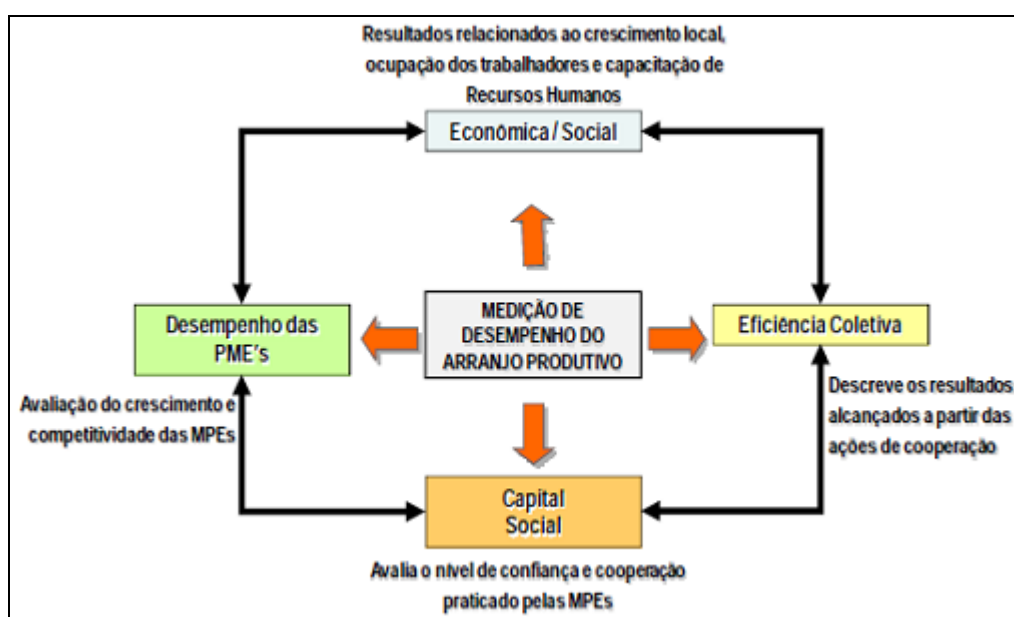 Resultados relacionados ao crescimento local,
ocupação dos trabalhadores e capacitação de
Recursos Humanos
Econômica / Social
Desempenho das
PME's
MEDIÇÃO DE
DESEMPENHO DO
ARRANJO PRODUTIVO
Eficiência Coletiva
Avaliação do crescimento e
competitividade das MPEs
Descreve os resultados
alcançados a partir das
ações de cooperação
Capital
Social
Avalia o nível de confiança e cooperação
praticado pelas MPEs